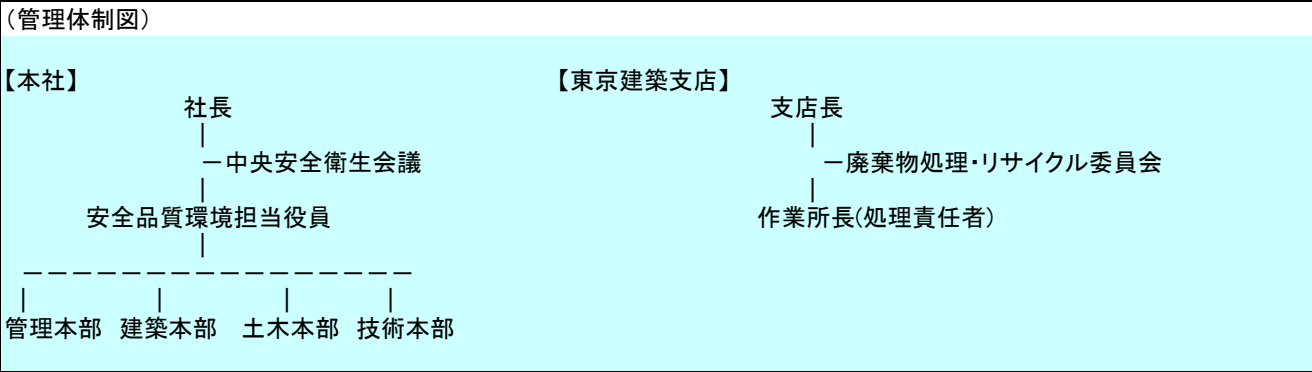 （管理体制図）
【本社】 【東京建築支店】
社長 支店長
｜ ｜
－中央安全衛生会議 －廃棄物処理・リサイクル委員会
｜ ｜
安全品質環境担当役員 作業所長(処理責任者)
｜
－－－－－－－－－－－－－－－－
｜ ｜ ｜ ｜
管理本部 建築本部 土木本部 技術本部